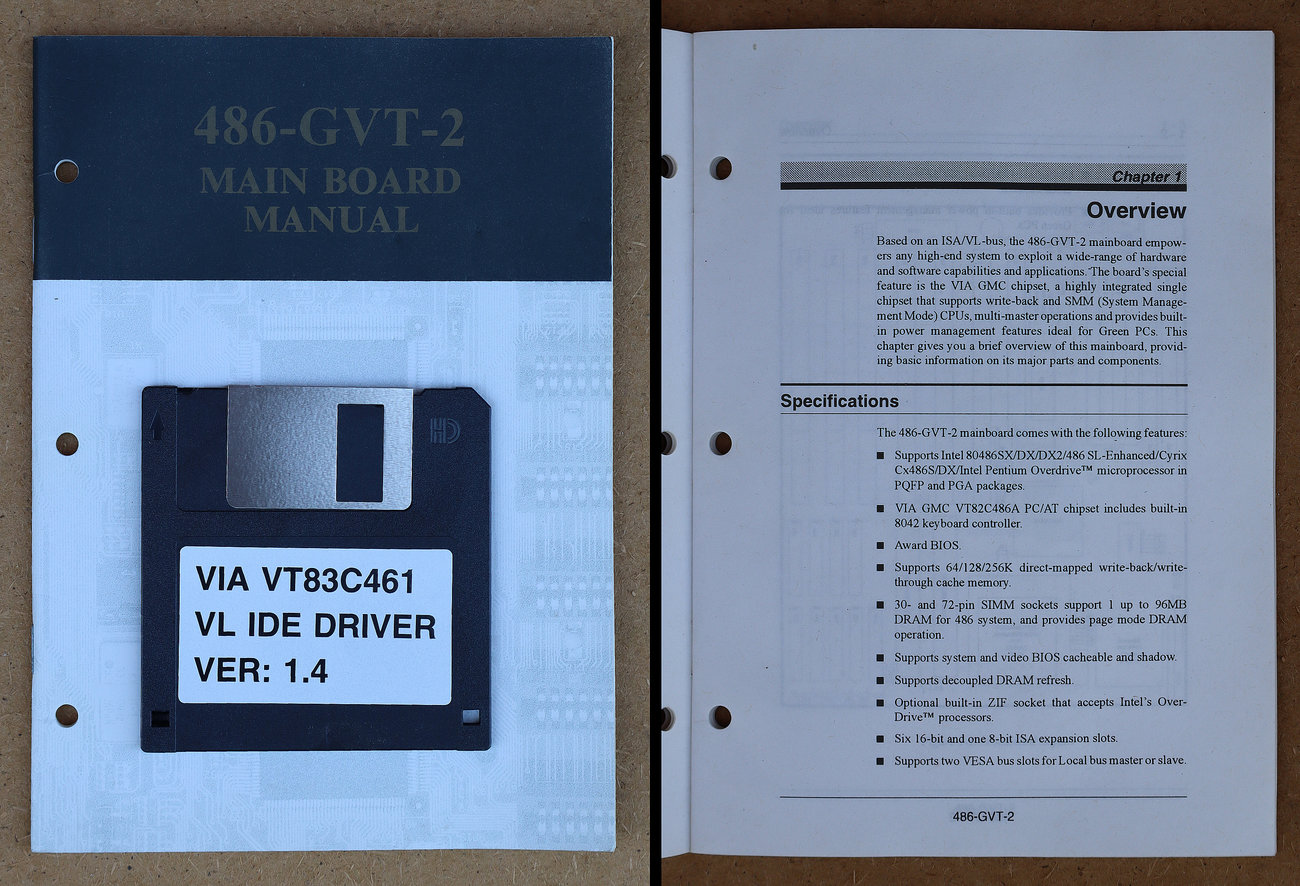 486-GVT-2
MAIN BOARD
MANUAL
HD
VIA VT83C461
VL IDE DRIVER
VER: 1.4
Chapter 1
Overview
Based on an ISA/VL-bus, the 486-GVT-2 mainboard empow-
ers any high-end system to exploit a wide-range of hardware
and software capabilities and applications. The board's special
feature is the VIA GMC chipset, a highly integrated single
chipset that supports write-back and SMM (System Manage-
ment Mode) CPUs, multi-master operations and provides built-
in power management features ideal for Green PCs. This
chapter gives you a brief overview of this mainboard, provid-
ing basic information on its major parts and components.
Specifications
The 486-GVT-2 mainboard comes with the following features:
■ Supports Intel 80486SX/DX/DX2/486 SL-Enhanced/Cyrix
Cx486S/DX/Intel Pentium Overdrive™ microprocessor in
PQFP and PGA packages.
■ VIA GMC VT82C486A PC/AT chipset includes built-in
8042 keyboard controller.
■ Award BIOS.
■ Supports 64/128/256K direct-mapped write-back/write-
through cache memory.
■ 30- and 72-pin SIMM sockets support 1 up to 96MB
DRAM for 486 system, and provides page mode DRAM
operation.
■ Supports system and video BIOS cacheable and shadow.
■ Supports decoupled DRAM refresh.
■ Optional built-in ZIF socket that accepts Intel's Over-
Drive™ processors.
■ Six 16-bit and one 8-bit ISA expansion slots.
■ Supports two VESA bus slots for Local bus master or slave.
486-GVT-2